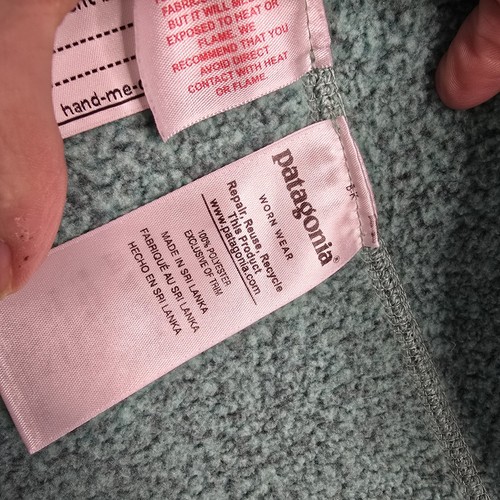 FABRIC
BUT IT WILL ME
EXPOSED TO HEAT OR
FLAME. WE
RECOMMEND THAT YOU
AVOID DIRECT
CONTACT WITH HEAT
OR FLAME.
hand-me-
patagonia®
WORN WEAR
Repair, Reuse, Recycle
This Product
www.patagonia.com
100% POLYESTER
EXCLUSIVE OF TRIM
MADE IN SRI LANKA
FABRIQUÉ AU SRI LANKA
HECHO EN SRI LANKA